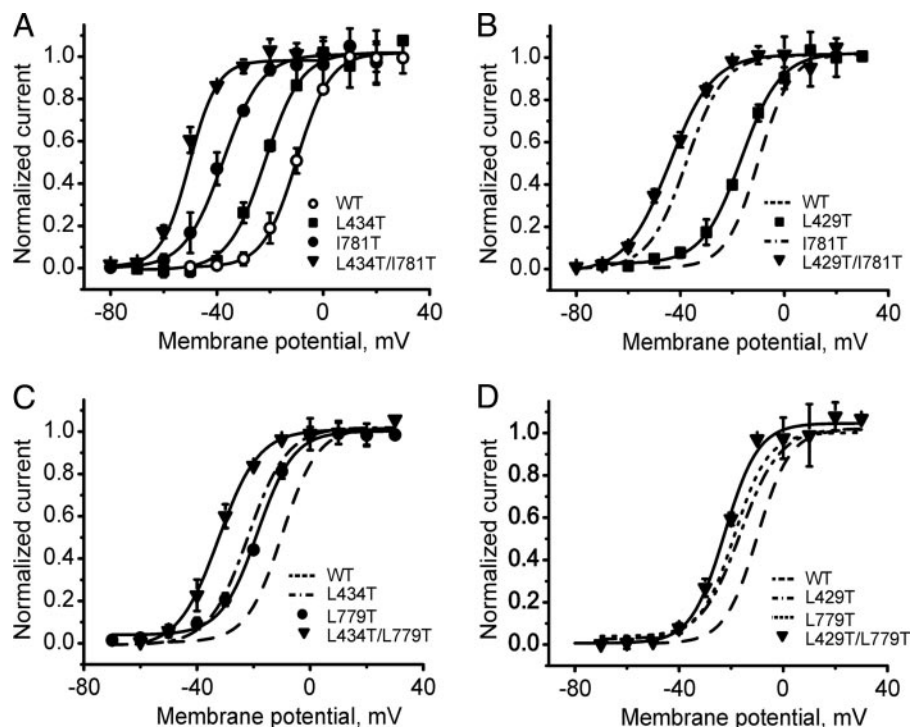 A
Normalized current
1.0
0.8
0.6
0.4
0.2
0.0
WT
L434T
I781T
L434T/I781T
-80
-40
0
40
Membrane potential, mV
B
Normalized current
1.0
0.8
0.6
0.4
0.2
0.0
WT
L429T
I781T
L429T/I781T
-80
-40
0
40
Membrane potential, mV
C
Normalized current
1.0
0.8
0.6
0.4
0.2
0.0
WT
L434T
L779T
L434T/L779T
-80
-40
0
40
Membrane potential, mV
D
Normalized current
1.0
0.8
0.6
0.4
0.2
0.0
WT
L429T
L779T
L429T/L779T
-80
-40
0
40
Membrane potential, mV